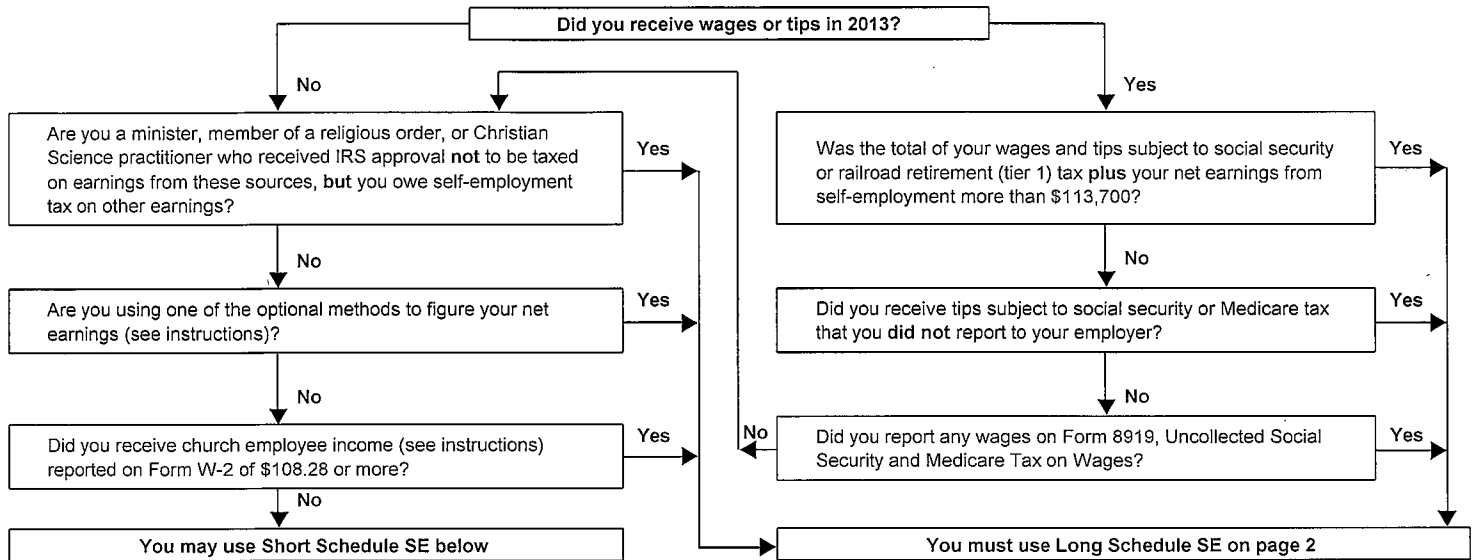 Did you receive wages or tips in 2013?
No
Yes
Are you a minister, member of a religious order, or Christian
Science practitioner who received IRS approval not to be taxed
on earnings from these sources, but you owe self-employment
tax on other earnings?
Yes
Was the total of your wages and tips subject to social security
or railroad retirement (tier 1) tax plus your net earnings from
self-employment more than $113,700?
Yes
No
No
Are you using one of the optional methods to figure your net
earnings (see instructions)?
Yes
Did you receive tips subject to social security or Medicare tax
that you did not report to your employer?
Yes
No
No
Did you receive church employee income (see instructions)
reported on Form W-2 of $108.28 or more?
Yes
No
Did you report any wages on Form 8919, Uncollected Social
Security and Medicare Tax on Wages?
Yes
No
You may use Short Schedule SE below
You must use Long Schedule SE on page 2